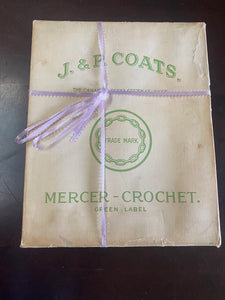 J. & P. COATS.
TRADE MARK
MERCER-CROCHET.
GREEN LABEL